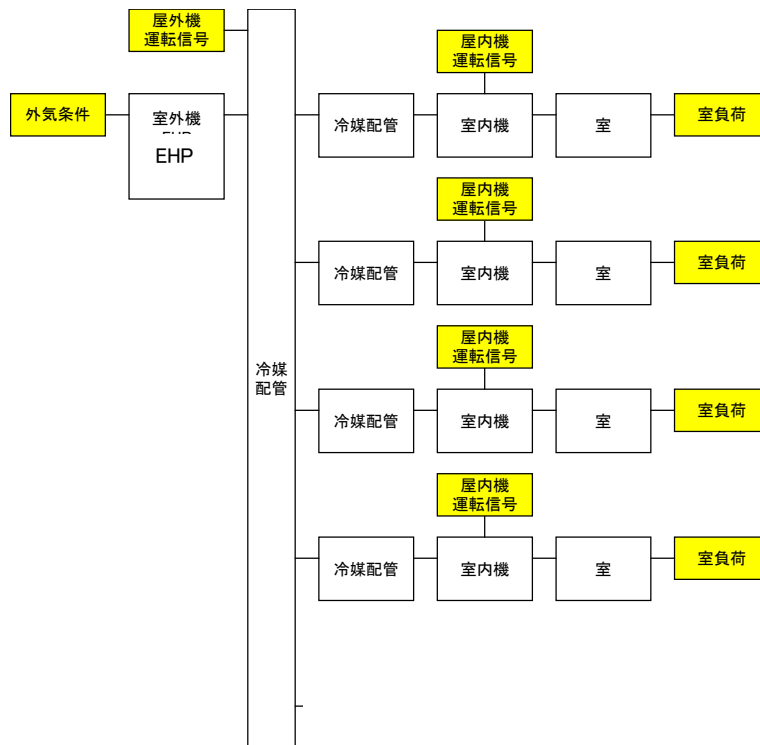 屋外機
運転信号
屋内機
運転信号
外気条件
室外機
EHP
冷媒配管
室内機
室
室負荷
屋内機
運転信号
冷媒配管
室内機
室
室負荷
屋内機
運転信号
冷媒
配管
冷媒配管
室内機
室
室負荷
屋内機
運転信号
冷媒配管
室内機
室
室負荷